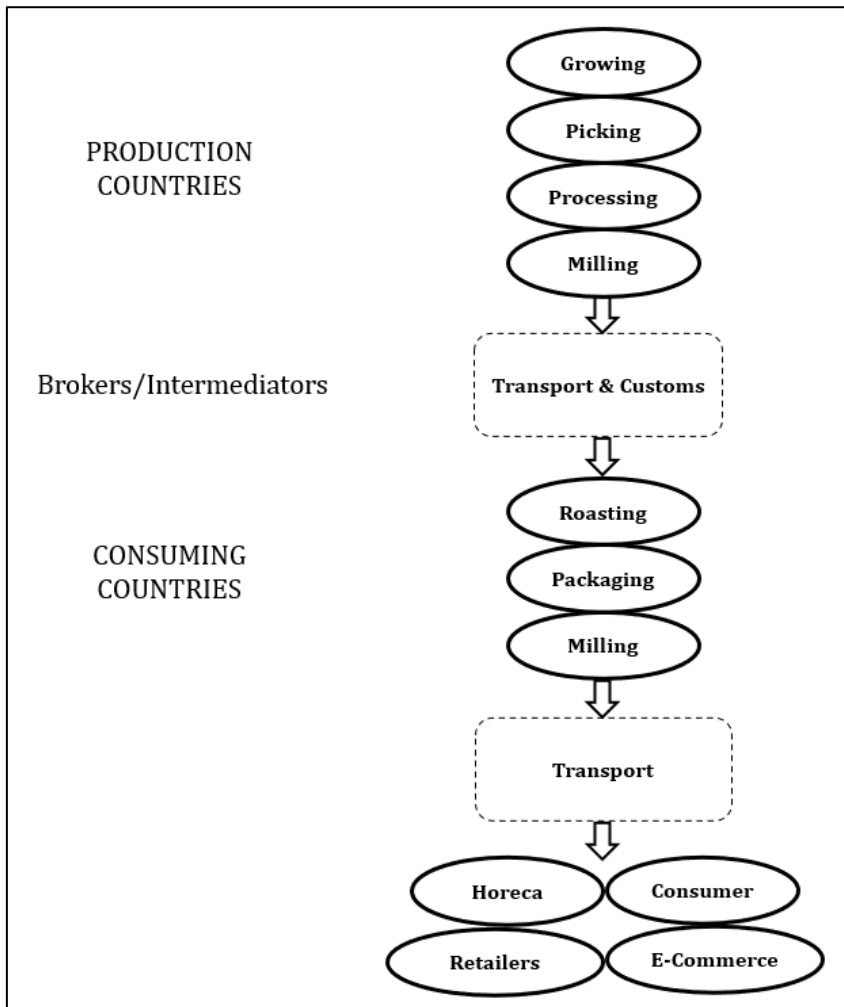 Growing
Picking
PRODUCTION
COUNTRIES
Processing
Milling
Brokers/Intermediators
Transport & Customs
Roasting
CONSUMING
COUNTRIES
Packaging
Milling
Transport
Horeca
Consumer
Retailers
E-Commerce